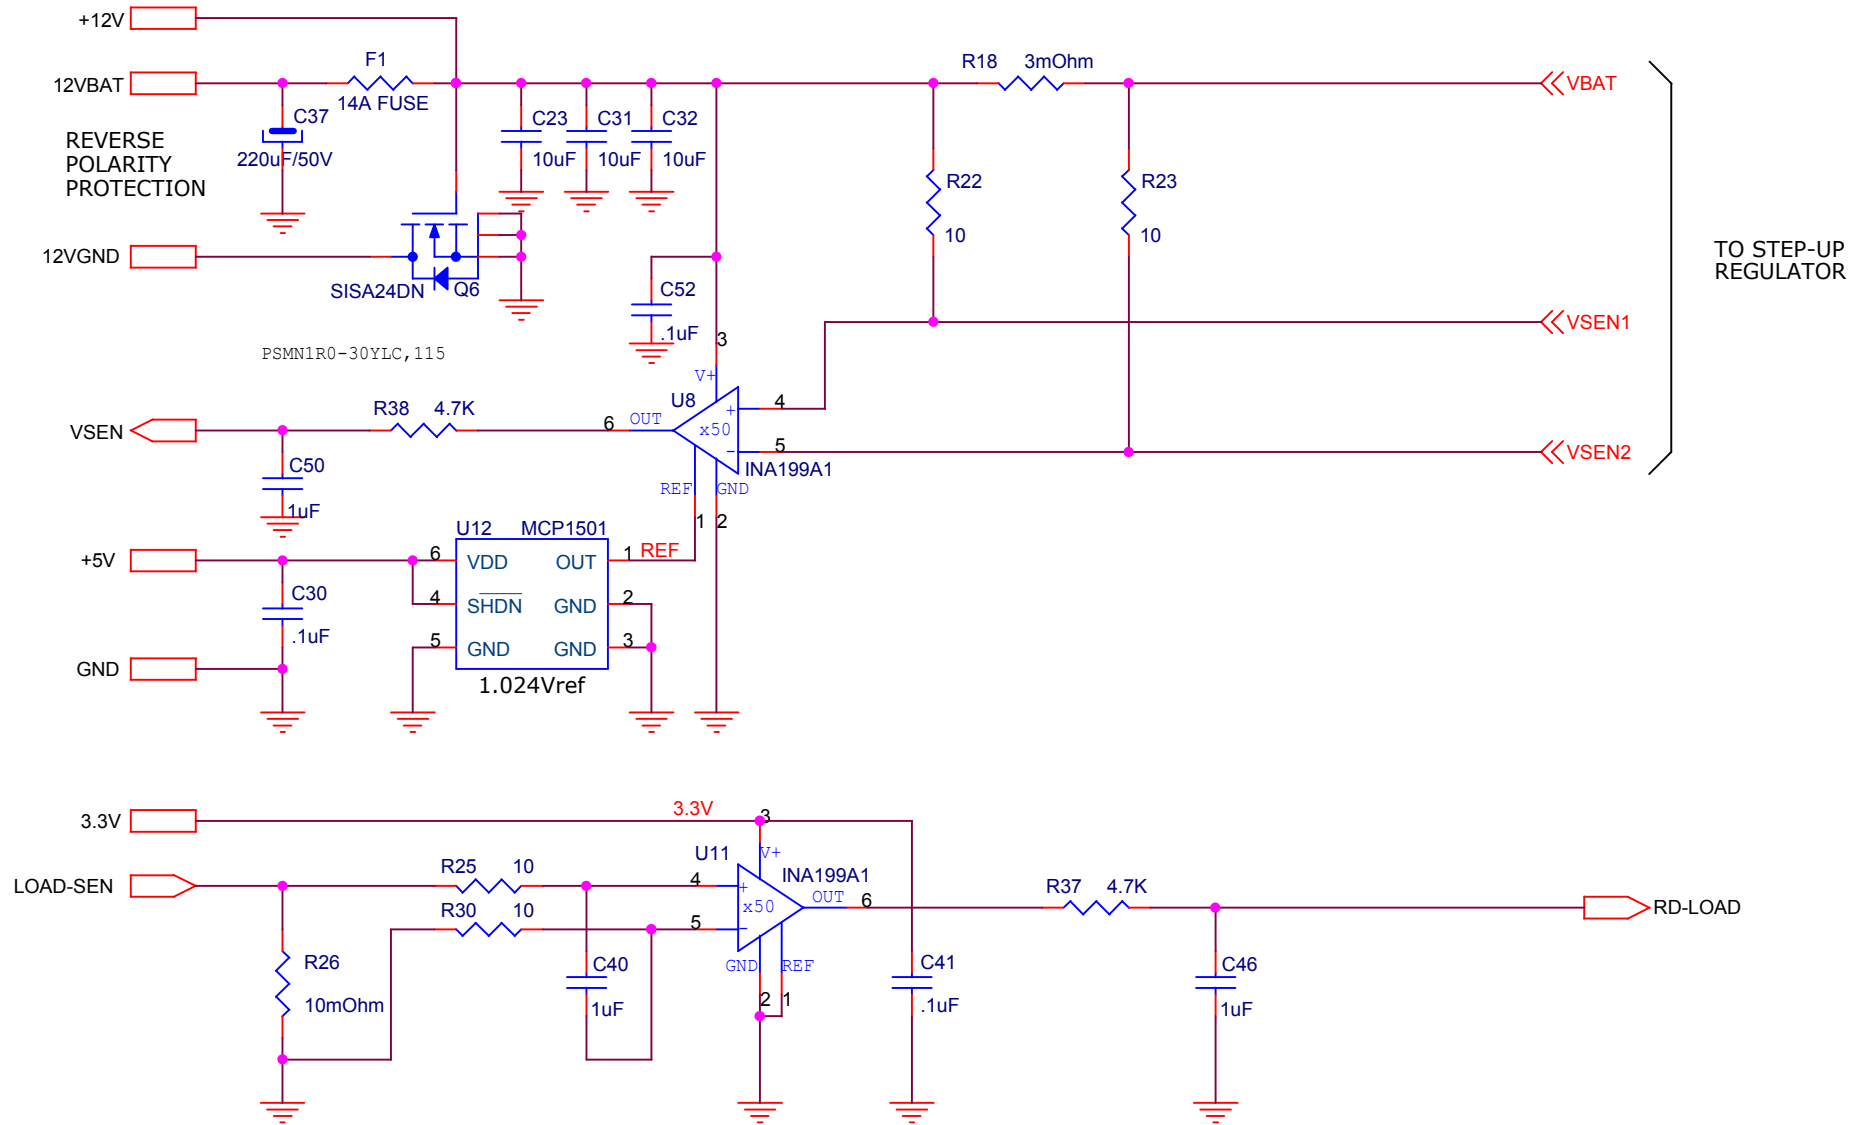 +12V
12VBAT
F1
14A FUSE
C37
220uF/50V
REVERSE
POLARITY
PROTECTION
C23
10uF
C31
10uF
C32
10uF
R18
3mOhm
VBAT
R22
10
R23
10
TO STEP-UP
REGULATOR
12VGND
SISA24DN
Q6
C52
.1uF
VSEN1
PSMN1R0-30YLC,115
3
V+
U8
OUT
x50
+
-
4
5
6
INA199A1
REF
GND
1
2
VSEN2
VSEN
R38
4.7K
C50
1uF
U12
MCP1501
+5V
6
VDD
OUT
1
REF
4
SHDN
GND
2
5
GND
GND
3
1.024Vref
C30
.1uF
GND
3.3V
3.3V
3
V+
U11
INA199A1
LOAD-SEN
R25
10
4
+
x50
OUT
6
R37
4.7K
RD-LOAD
R30
10
5
-
GND
REF
2
1
R26
10mOhm
C40
1uF
C41
.1uF
C46
1uF